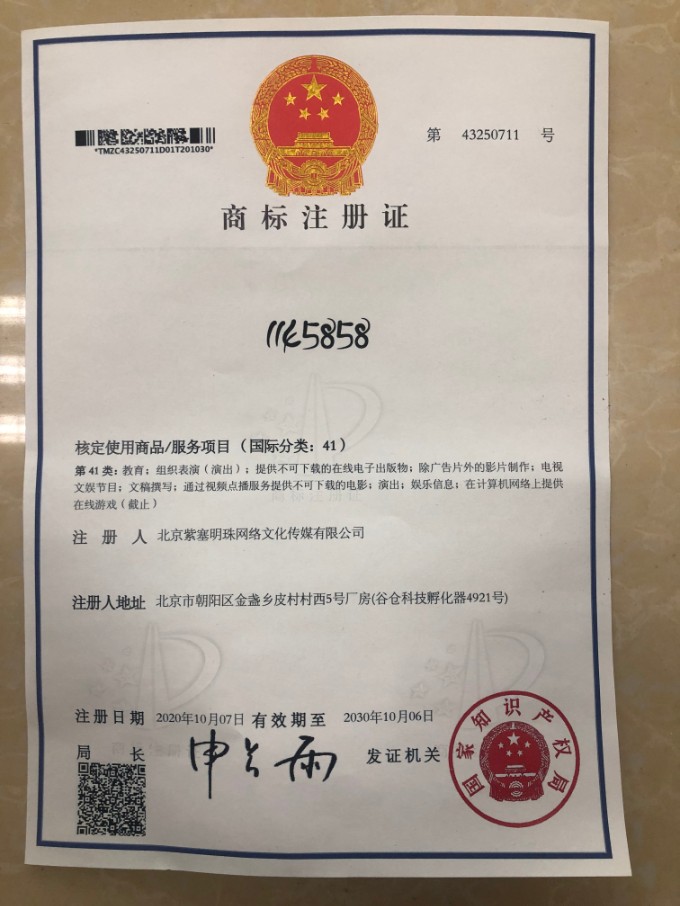 第 43250711 号
*TMZC43250711D01T201030*
商标注册证
1145858
核定使用商品/服务项目（国际分类：41）
第 41 类：教育；组织表演（演出）；提供不可下载的在线电子出版物；除广告片外的影片制作；电视
文娱节目；文稿撰写；通过视频点播服务提供不可下载的电影；演出；娱乐信息；在计算机网络上提供
在线游戏（截止）
注 册 人 北京紫塞明珠网络文化传媒有限公司
注册人地址 北京市朝阳区金盏乡皮村村西5号厂房(谷仓科技孵化器4921号)
注册日期 2020年10月07日 有效期至 2030年10月06日
局 长 申长雨 发证机关
国家知识产权局